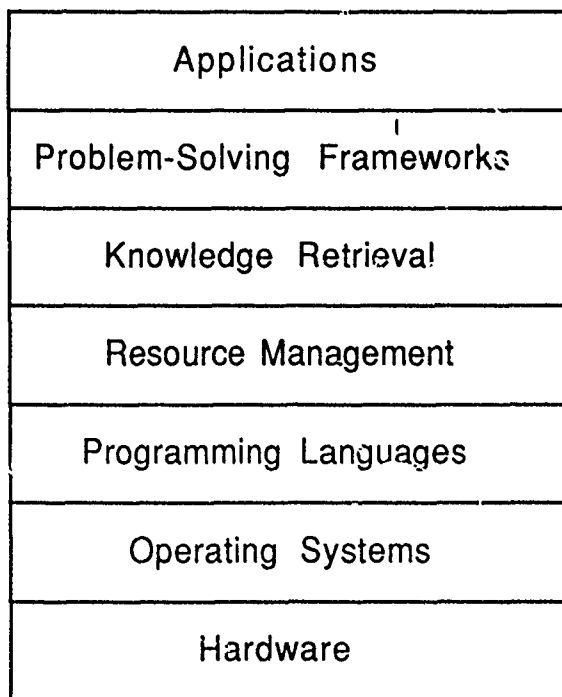 Applications
Problem-Solving Frameworks
Knowledge Retrieval
Resource Management
Programming Languages
Operating Systems
Hardware